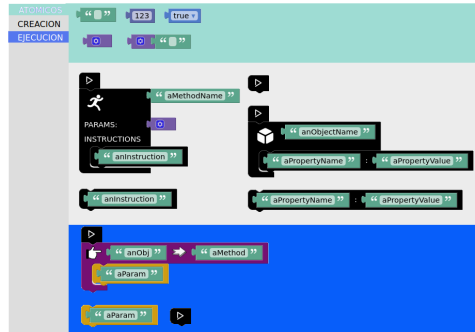 ATOMICOS
CREACION
EJECUCION
“ ” 123 true ▾
“ ”
“ aMethodName ”
PARAMS:
INSTRUCTIONS
“ anInstruction ”
“ anInstruction ”
“ anObjectName ”
“ aPropertyName ” : “ aPropertyValue ”
“ aPropertyName ” : “ aPropertyValue ”
“ anObj ” “ aMethod ”
“ aParam ”
“ aParam ”